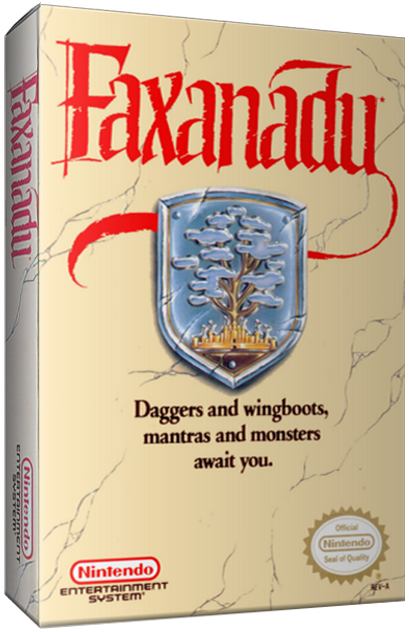 Faxanadu
Faxanadu
Daggers and wingboots,
mantras and monsters
await you.
Official
Nintendo
Seal of Quality
Nintendo
ENTERTAINMENT
SYSTEM
REV-A
Nintendo
ENTERTAINMENT
SYSTEM